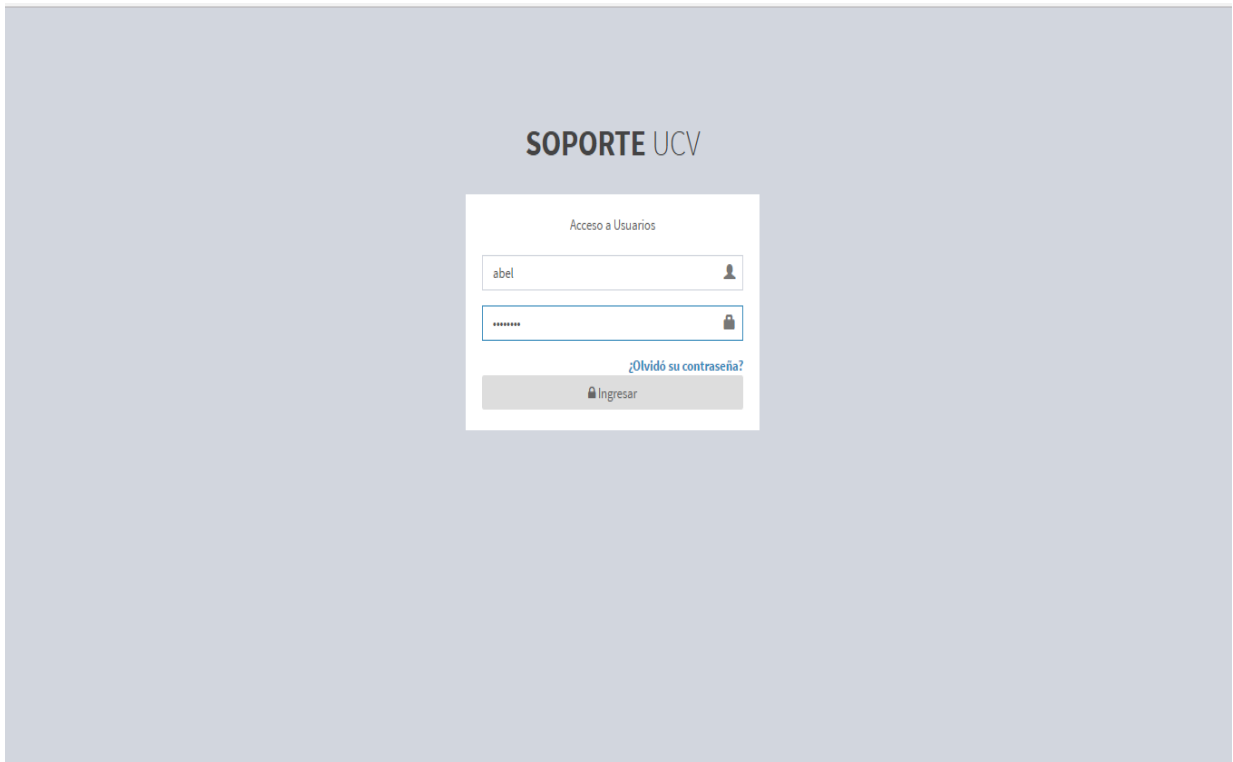 SOPORTE UCV
Acceso a Usuarios
abel
••••••••
¿Olvidó su contraseña?
Ingresar